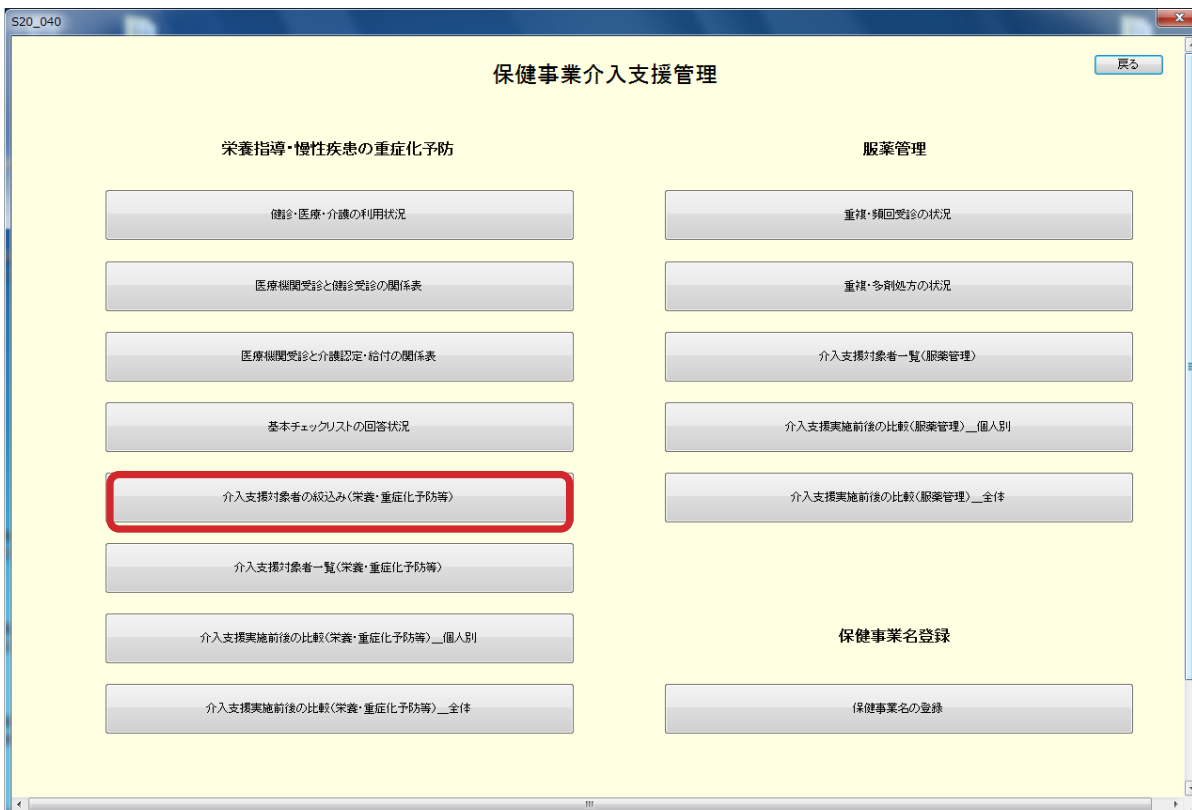 S20_040
保健事業介入支援管理
戻る
栄養指導・慢性疾患の重症化予防
健診・医療・介護の利用状況
医療機関受診と健診受診の関係表
医療機関受診と介護認定・給付の関係表
基本チェックリストの回答状況
介入支援対象者の絞込み(栄養・重症化予防等)
介入支援対象者一覧(栄養・重症化予防等)
介入支援実施前後の比較(栄養・重症化予防等)__個人別
介入支援実施前後の比較(栄養・重症化予防等)__全体
服薬管理
重複・頻回受診の状況
重複・多剤処方の状況
介入支援対象者一覧(服薬管理)
介入支援実施前後の比較(服薬管理)__個人別
介入支援実施前後の比較(服薬管理)__全体
保健事業名登録
保健事業名の登録